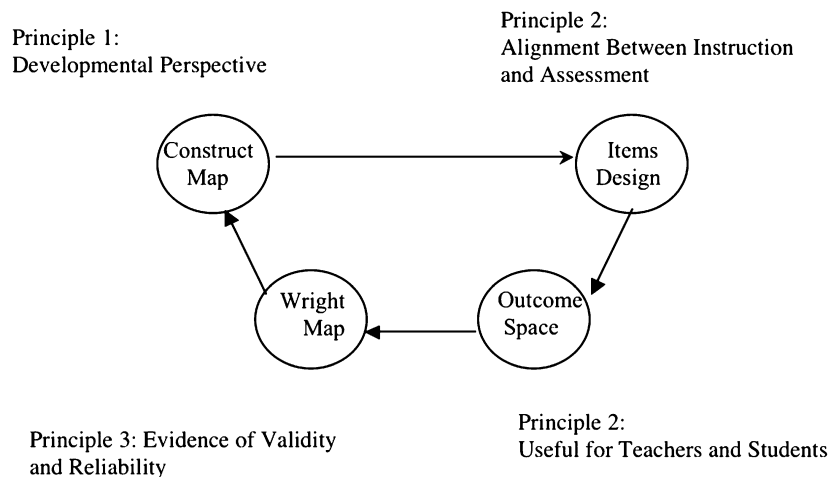 Principle 1:
Developmental Perspective
Principle 2:
Alignment Between Instruction
and Assessment
Construct
Map
Items
Design
Wright
Map
Outcome
Space
Principle 3: Evidence of Validity
and Reliability
Principle 2:
Useful for Teachers and Students